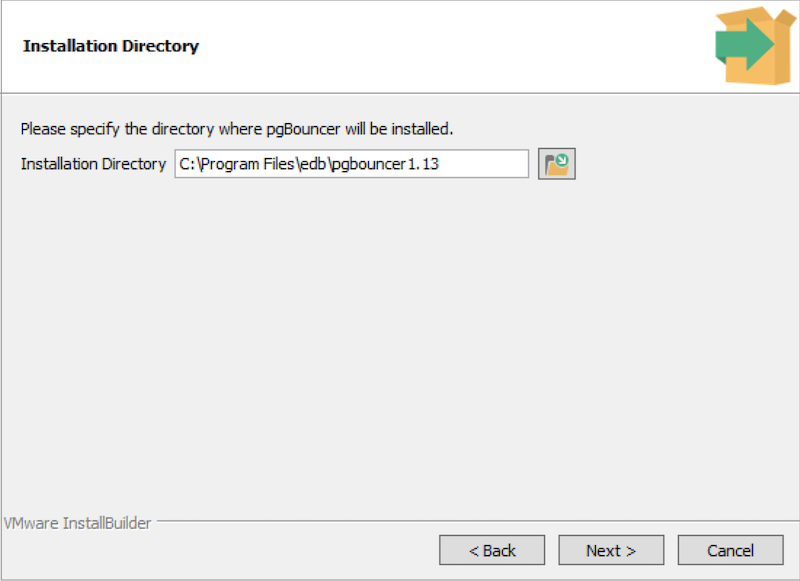 Installation Directory
Please specify the directory where pgBouncer will be installed.
Installation Directory C:\Program Files\edb\pgbouncer1.13
VMware InstallBuilder
< Back Next > Cancel